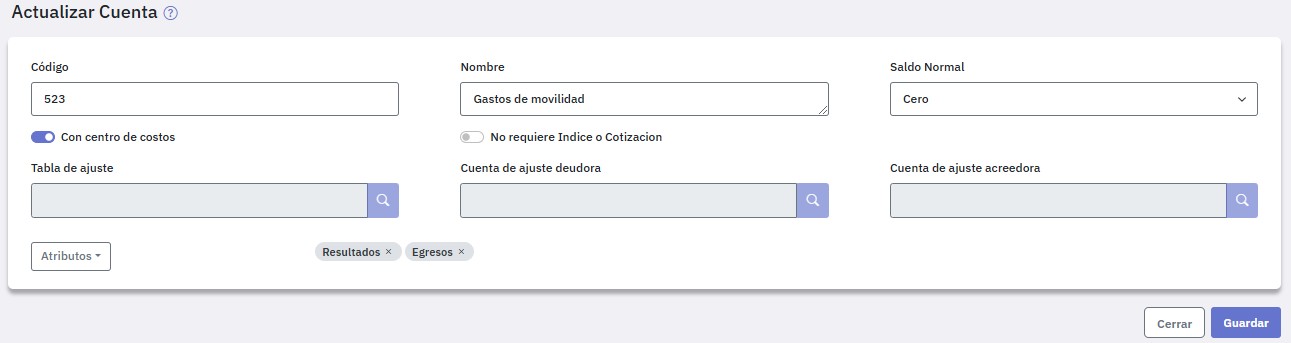 Actualizar Cuenta ?
Código Nombre Saldo Normal
523 Gastos de movilidad Cero
Con centro de costos No requiere Indice o Cotizacion
Tabla de ajuste Cuenta de ajuste deudora Cuenta de ajuste acreedora
Atributos Resultados × Egresos ×
Cerrar Guardar